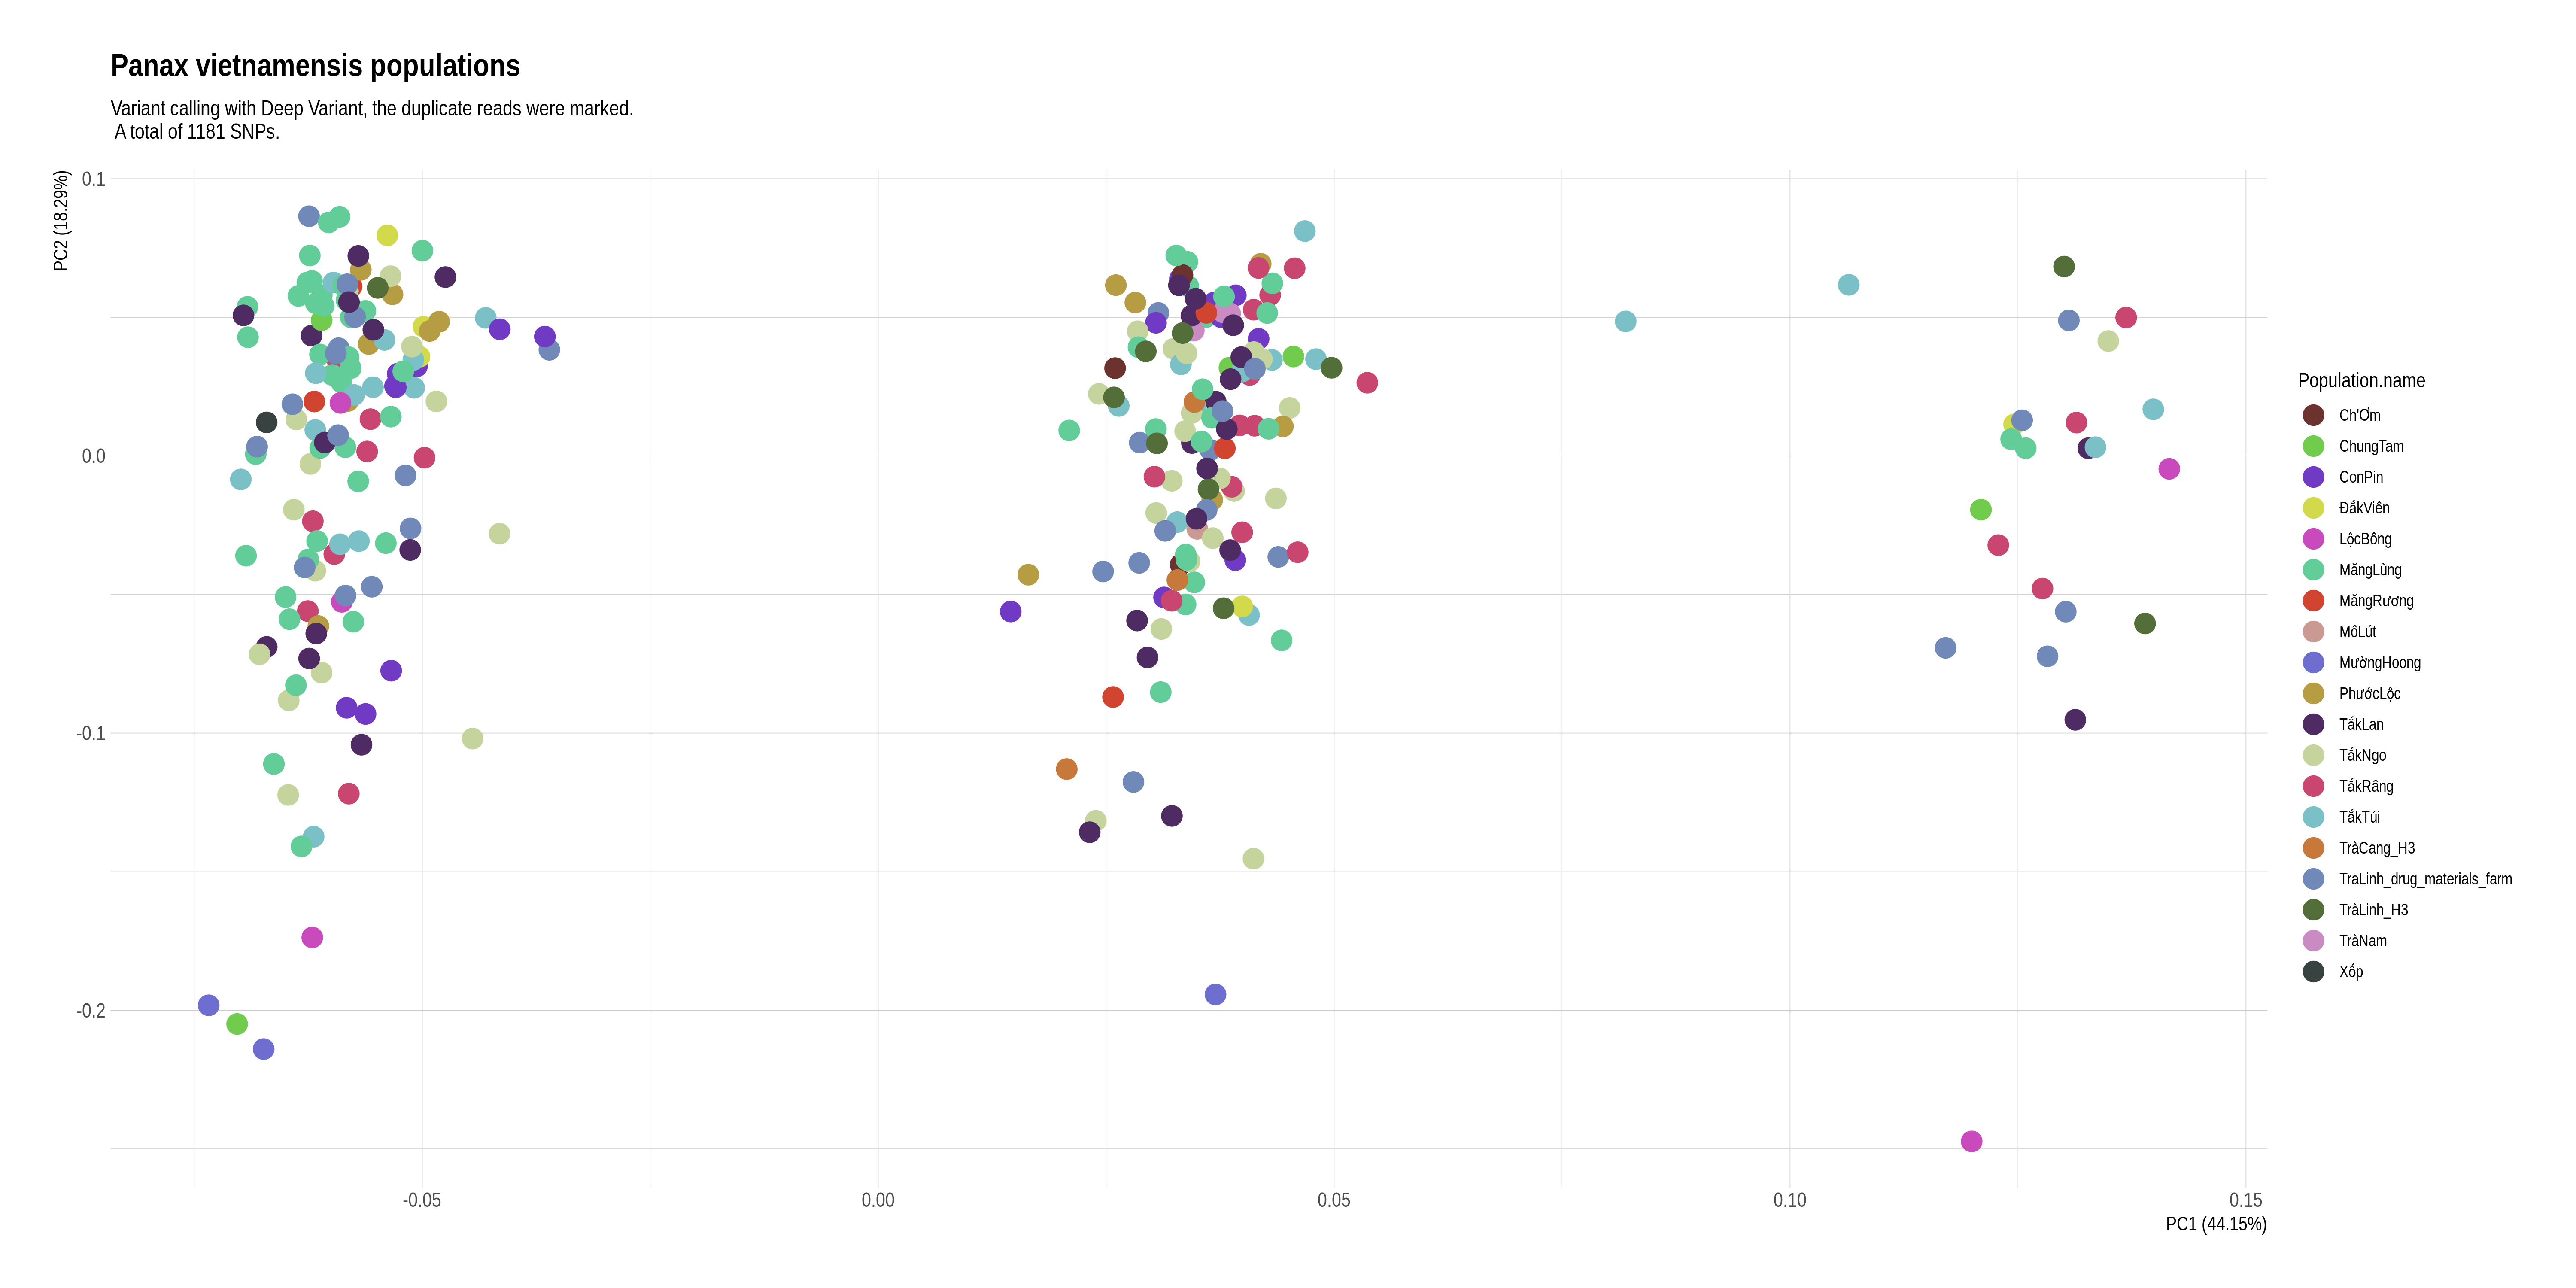 Panax vietnamensis populations
Variant calling with Deep Variant, the duplicate reads were marked.
A total of 1181 SNPs.
PC2 (18.29%)
0.1
0.0
-0.1
-0.2
-0.05
0.00
0.05
0.10
0.15
PC1 (44.15%)
Population.name
Ch'Ơm
ChungTam
ConPin
ĐắkViên
LộcBông
MăngLùng
MăngRương
MôLút
MườngHoong
PhướcLộc
TắkLan
TắkNgo
TắkRâng
TắkTúi
TràCang_H3
TraLinh_drug_materials_farm
TràLinh_H3
TràNam
Xốp